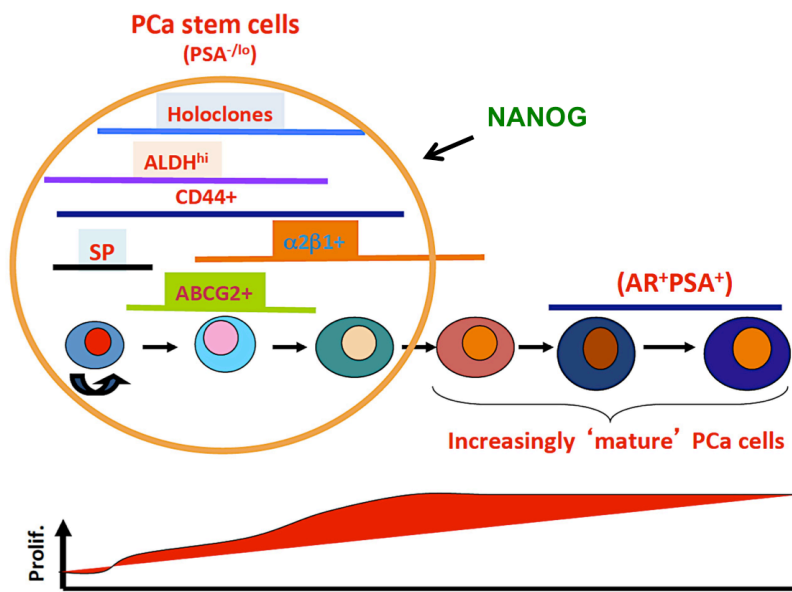 PCa stem cells
(PSA-/lo)
Holoclones
NANOG
ALDHhi
CD44+
α2β1+
SP
ABCG2+
(AR+PSA+)
Increasingly ‘mature’ PCa cells
Prolif.